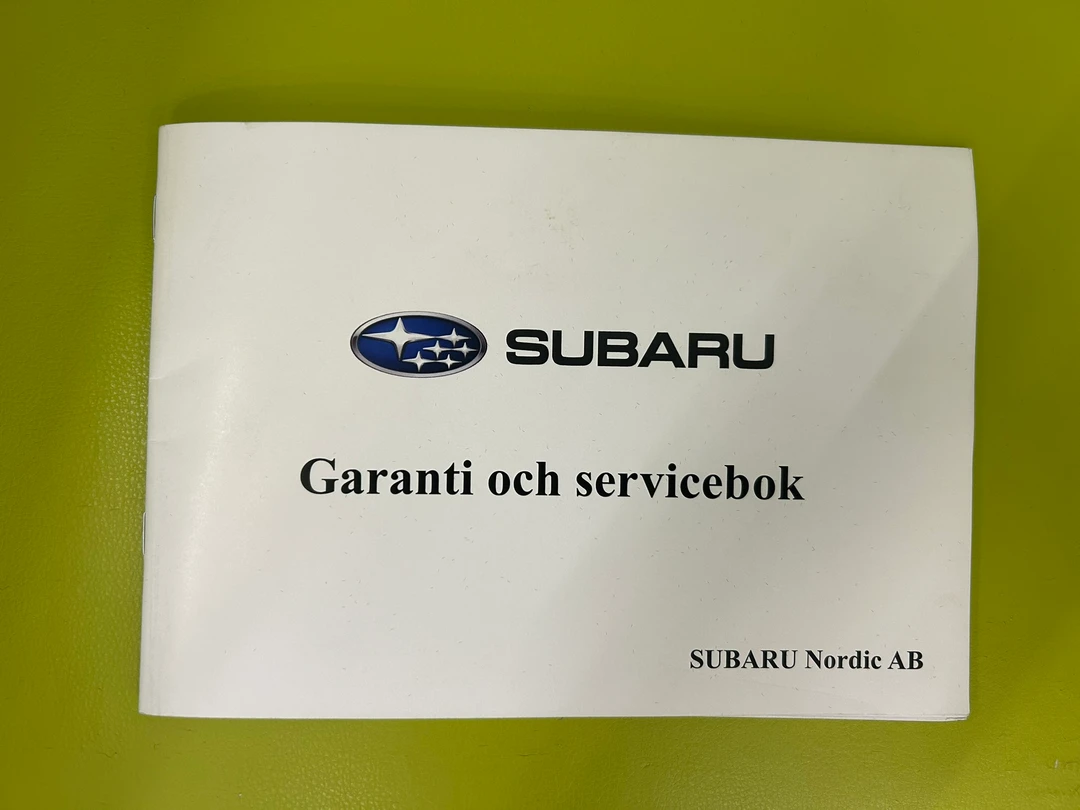 SUBARU
Garanti och servicebok
SUBARU Nordic AB